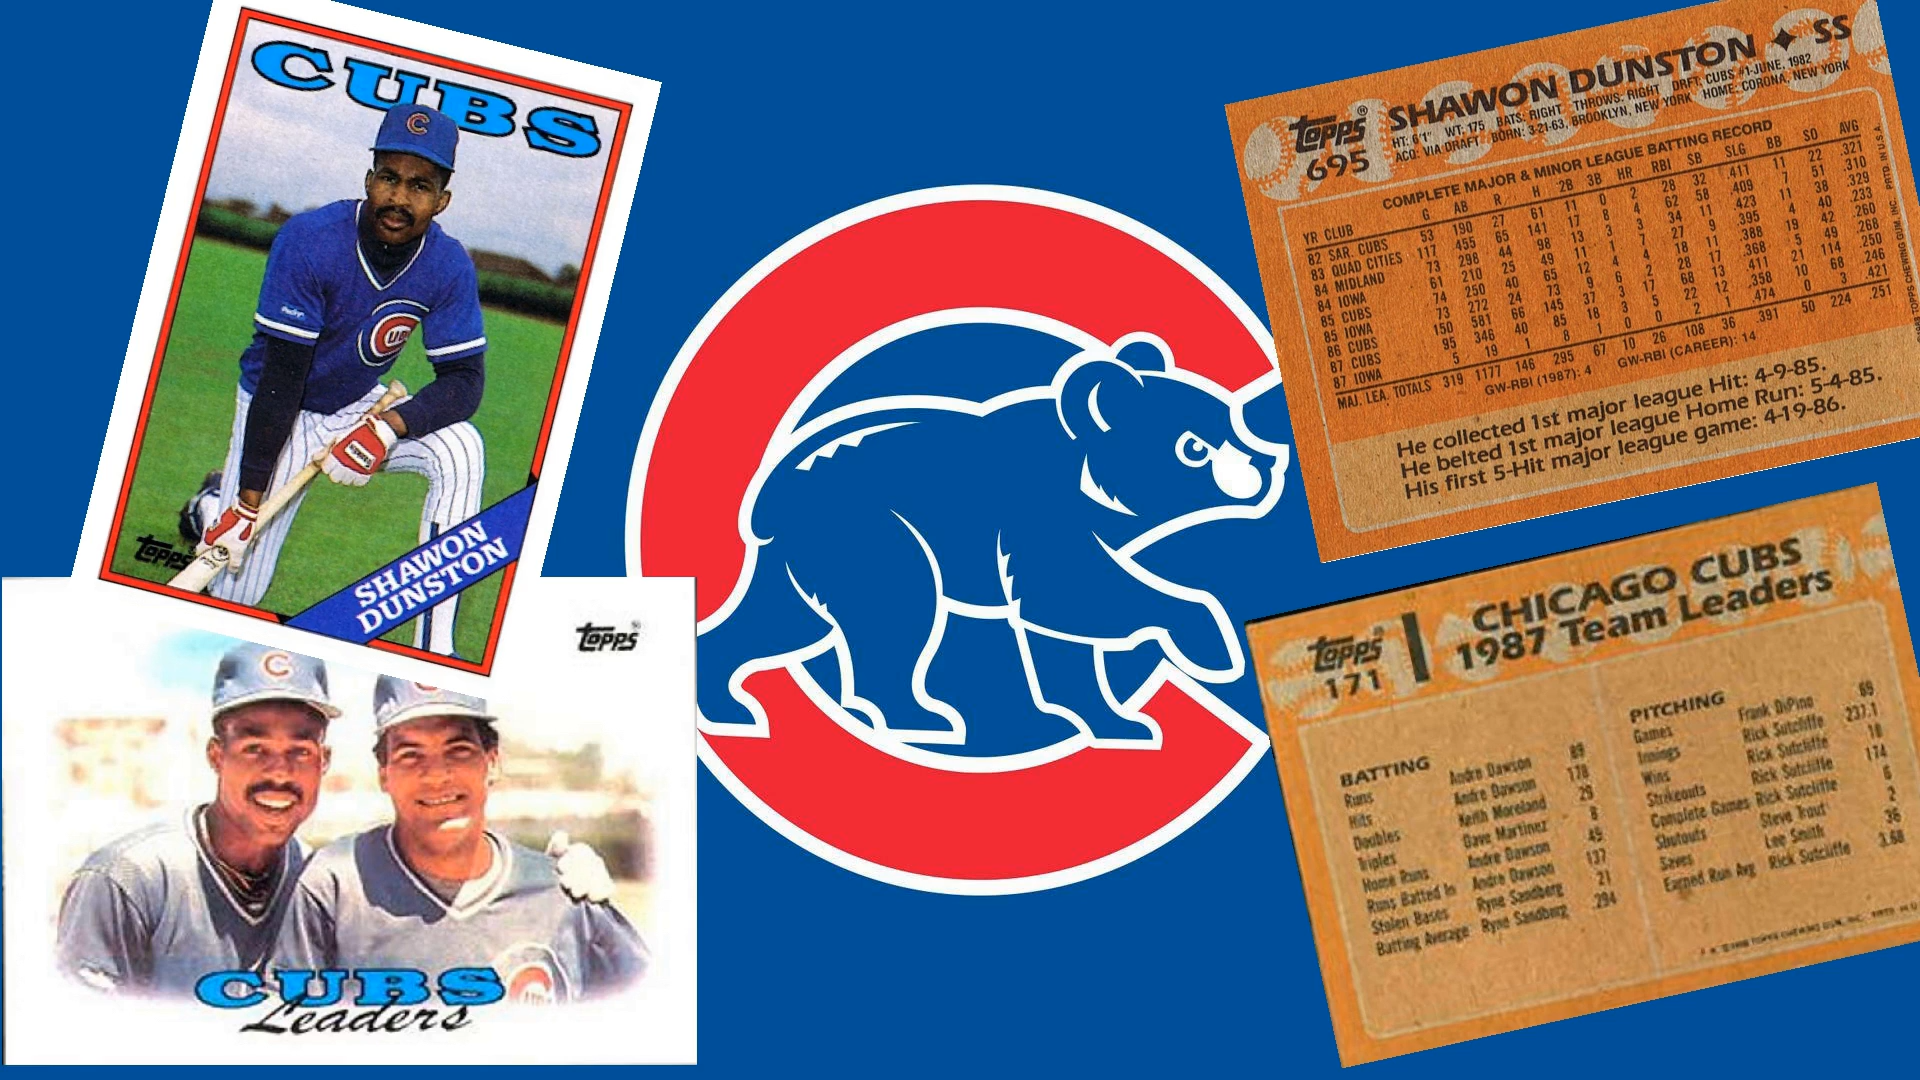 CUBS
C
CUBS
SHAWON
DUNSTON
Topps
Topps
C
CUBS
Leaders
Topps®
695
SHAWON DUNSTON ✦ SS
HT: 6'1" WT: 175 BATS: RIGHT THROWS: RIGHT DRFT: CUBS #1-JUNE, 1982
ACQ: VIA DRAFT BORN: 3-21-63, BROOKLYN, NEW YORK HOME: CORONA, NEW YORK
COMPLETE MAJOR & MINOR LEAGUE BATTING RECORD
YR CLUB G AB R H 2B 3B HR RBI SB SLG BB SO AVG
82 SAR. CUBS 53 190 27 61 11 0 2 28 32 .411 11 22 .321
83 QUAD CITIES 117 455 65 141 17 8 4 62 58 .409 7 51 .310
84 MIDLAND 73 298 44 98 13 3 3 34 11 .423 11 38 .329
84 IOWA 61 210 25 49 11 1 7 27 9 .395 4 40 .233
85 CUBS 74 250 40 65 12 4 4 18 11 .388 19 42 .260
85 IOWA 73 272 24 73 9 6 2 28 17 .368 5 49 .268
86 CUBS 150 581 66 145 37 3 17 68 13 .411 21 114 .250
87 CUBS 95 346 40 85 18 3 5 22 12 .358 10 68 .246
87 IOWA 5 19 1 8 1 0 0 2 1 .474 0 3 .421
MAJ. LEA. TOTALS 319 1177 146 295 67 10 26 108 36 .391 50 224 .251
GW-RBI (1987): 4 GW-RBI (CAREER): 14
He collected 1st major league Hit: 4-9-85.
He belted 1st major league Home Run: 5-4-85.
His first 5-Hit major league game: 4-19-86.
TOPPS CHEWING GUM, INC. PRTD. IN U.S.A.
Topps
171
CHICAGO CUBS
1987 Team Leaders
BATTING
Runs Andre Dawson 89
Hits Andre Dawson 178
Doubles Keith Moreland 29
Triples Dave Martinez 8
Home Runs Andre Dawson 49
Runs Batted In Andre Dawson 137
Stolen Bases Ryne Sandberg 21
Batting Average Ryne Sandberg .294
PITCHING
Games Frank DiPino 69
Innings Rick Sutcliffe 237.1
Wins Rick Sutcliffe 18
Strikeouts Rick Sutcliffe 174
Complete Games Rick Sutcliffe 6
Shutouts Steve Trout 2
Saves Lee Smith 36
Earned Run Avg Rick Sutcliffe 3.68